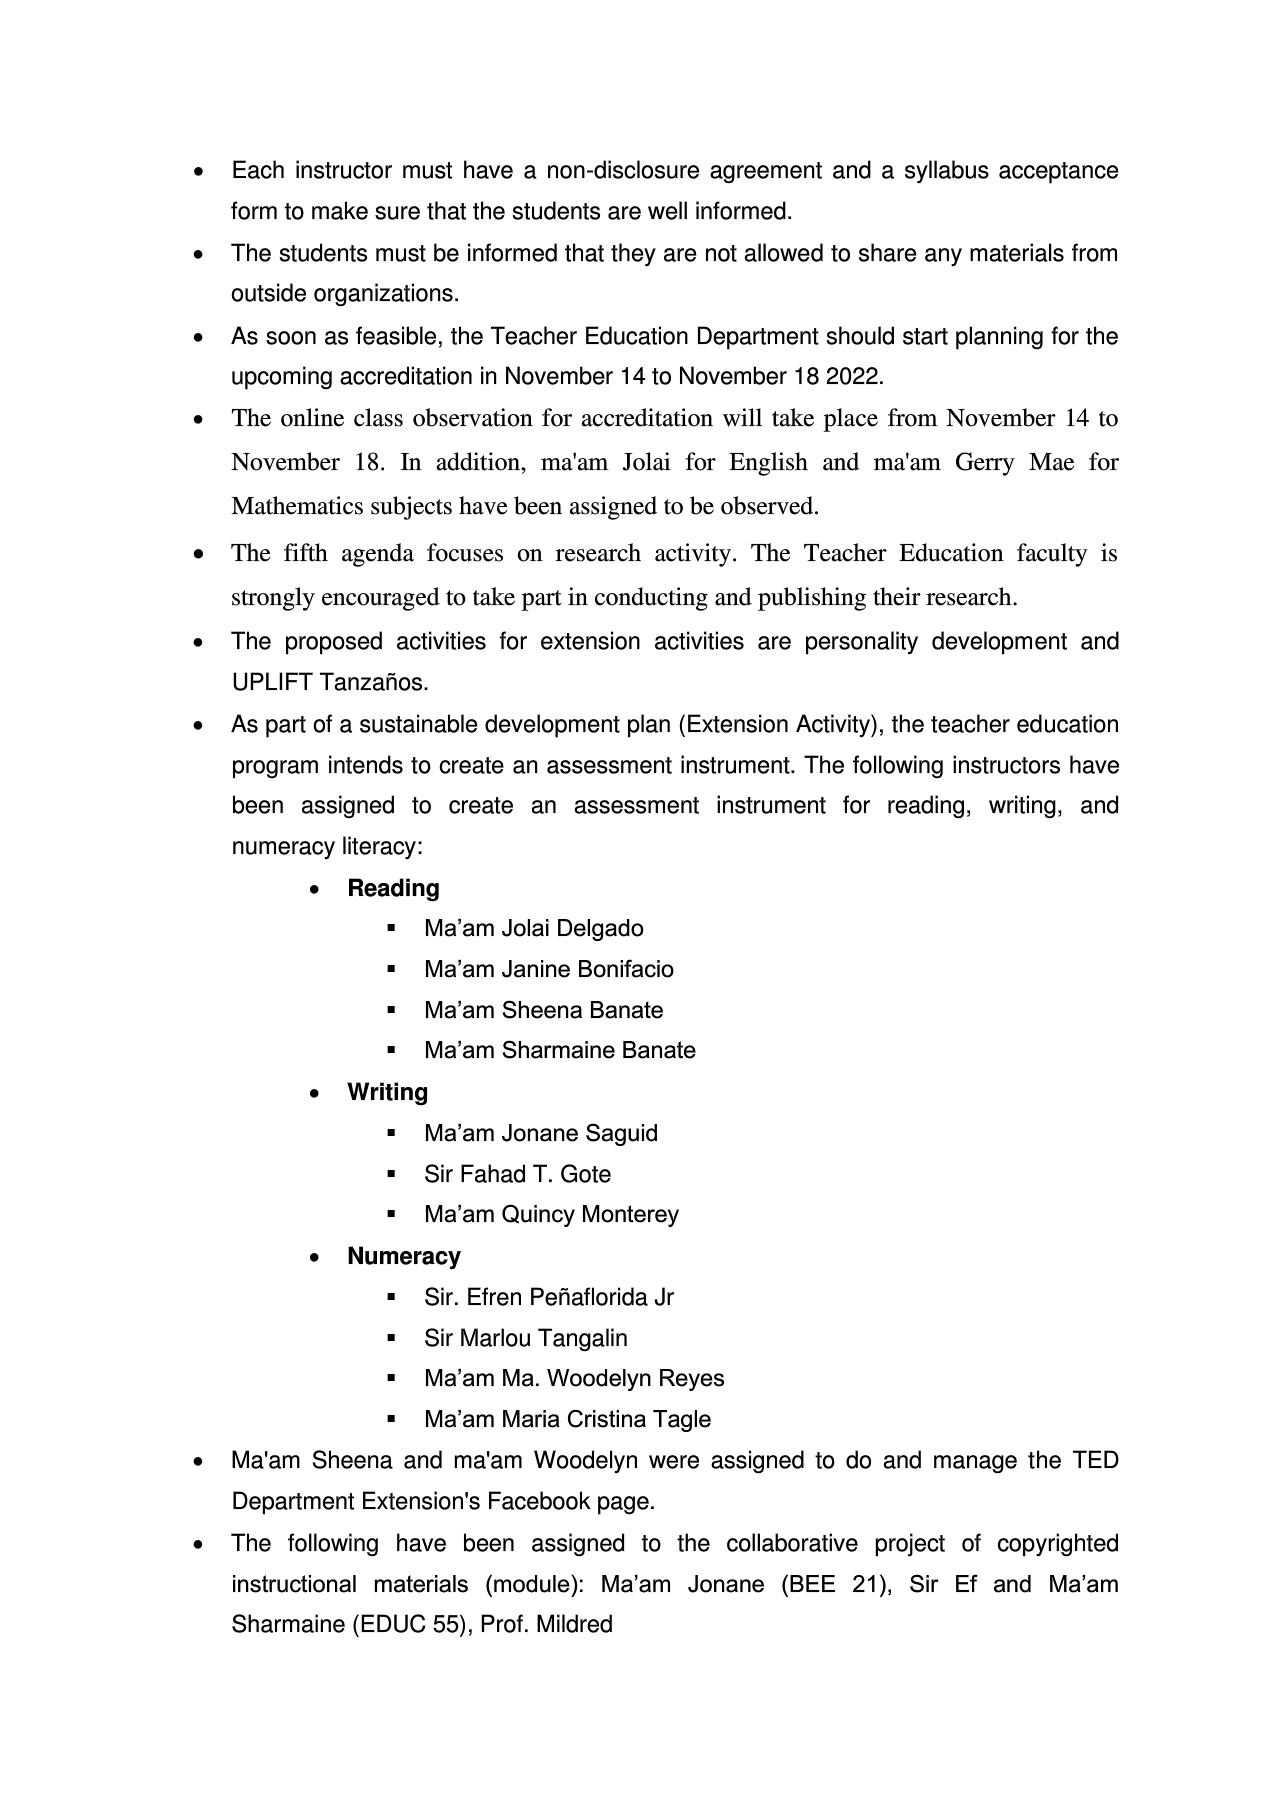 • Each instructor must have a non-disclosure agreement and a syllabus acceptance
form to make sure that the students are well informed.
• The students must be informed that they are not allowed to share any materials from
outside organizations.
• As soon as feasible, the Teacher Education Department should start planning for the
upcoming accreditation in November 14 to November 18 2022.
• The online class observation for accreditation will take place from November 14 to
November 18. In addition, ma'am Jolai for English and ma'am Gerry Mae for
Mathematics subjects have been assigned to be observed.
• The fifth agenda focuses on research activity. The Teacher Education faculty is
strongly encouraged to take part in conducting and publishing their research.
• The proposed activities for extension activities are personality development and
UPLIFT Tanzaños.
• As part of a sustainable development plan (Extension Activity), the teacher education
program intends to create an assessment instrument. The following instructors have
been assigned to create an assessment instrument for reading, writing, and
numeracy literacy:
• Reading
▪ Ma’am Jolai Delgado
▪ Ma’am Janine Bonifacio
▪ Ma’am Sheena Banate
▪ Ma’am Sharmaine Banate
• Writing
▪ Ma’am Jonane Saguid
▪ Sir Fahad T. Gote
▪ Ma’am Quincy Monterey
• Numeracy
▪ Sir. Efren Peñaflorida Jr
▪ Sir Marlou Tangalin
▪ Ma’am Ma. Woodelyn Reyes
▪ Ma’am Maria Cristina Tagle
• Ma'am Sheena and ma'am Woodelyn were assigned to do and manage the TED
Department Extension's Facebook page.
• The following have been assigned to the collaborative project of copyrighted
instructional materials (module): Ma’am Jonane (BEE 21), Sir Ef and Ma’am
Sharmaine (EDUC 55), Prof. Mildred